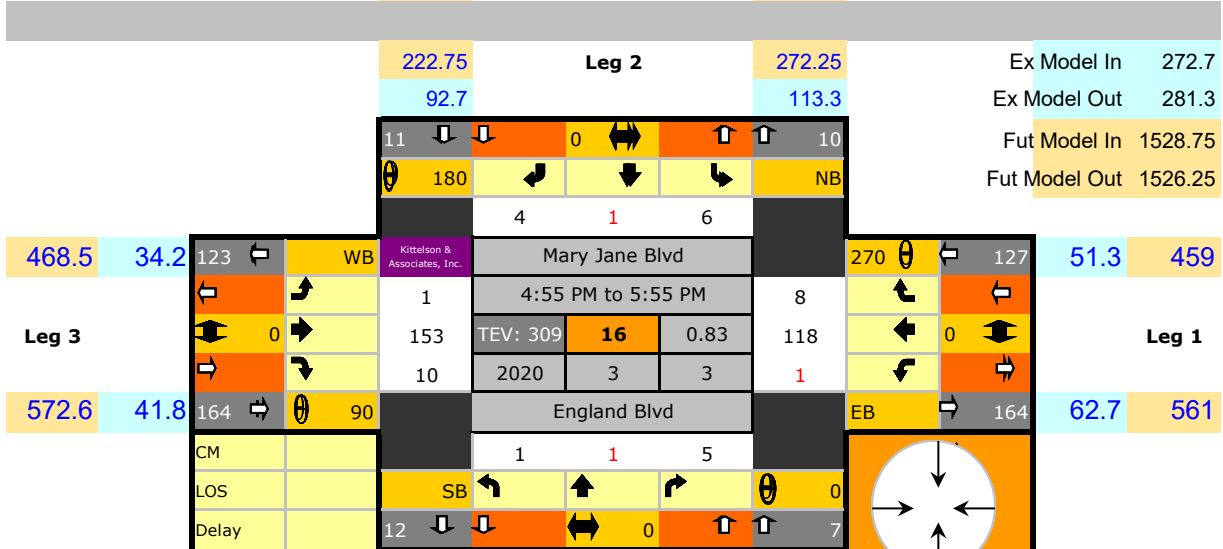 222.75 Leg 2 272.25 Ex Model In 272.7
92.7 113.3 Ex Model Out 281.3
11 0 10 Fut Model In 1528.75
180 NB Fut Model Out 1526.25
4 1 6
468.5 34.2 123 WB Kittelson & Associates, Inc. Mary Jane Blvd 270 127 51.3 459
1 4:55 PM to 5:55 PM 8
Leg 3 0 153 TEV: 309 16 0.83 118 0 Leg 1
10 2020 3 3 1
572.6 41.8 164 90 England Blvd EB 164 62.7 561
CM 1 1 5
LOS SB 0
Delay 12 0 7